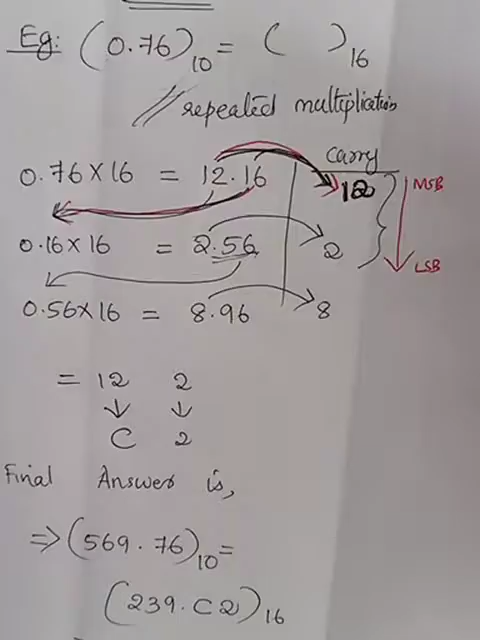 Eg: (0.76)10 = ( )16
// repeated multiplication
Carry
0.76 X 16 = 12.16 12 MSB
0.16 X 16 = 2.56 2 LSB
0.56 X 16 = 8.96 8
= 12 2
↓ ↓
C 2
Final Answer is,
⇒ (569.76)10 =
(239.C2)16